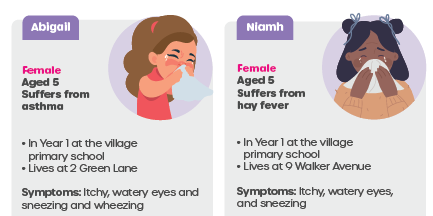 Abigail
Female
Aged 5
Suffers from
asthma
• In Year 1 at the village
primary school
• Lives at 2 Green Lane
Symptoms: Itchy, watery eyes and
sneezing and wheezing
Niamh
Female
Aged 5
Suffers from
hay fever
• In Year 1 at the village
primary school
• Lives at 9 Walker Avenue
Symptoms: Itchy, watery eyes,
and sneezing